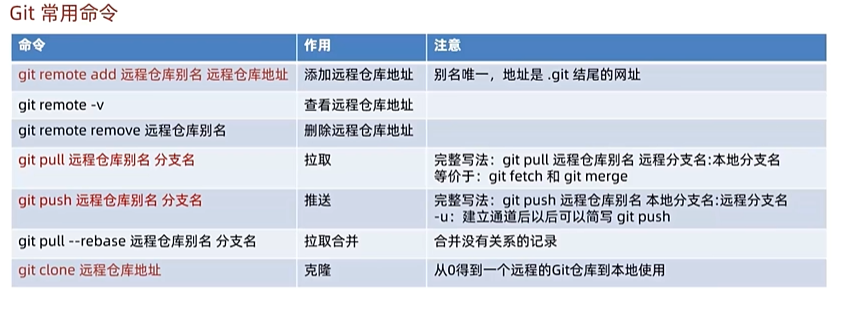 Git 常用命令
命令 作用 注意
git remote add 远程仓库别名 远程仓库地址 添加远程仓库地址 别名唯一，地址是 .git 结尾的网址
git remote -v 查看远程仓库地址
git remote remove 远程仓库别名 删除远程仓库地址
git pull 远程仓库别名 分支名 拉取 完整写法：git pull 远程仓库别名 远程分支名:本地分支名
等价于：git fetch 和 git merge
git push 远程仓库别名 分支名 推送 完整写法：git push 远程仓库别名 本地分支名:远程分支名
-u：建立通道后以后可以简写 git push
git pull --rebase 远程仓库别名 分支名 拉取合并 合并没有关系的记录
git clone 远程仓库地址 克隆 从0得到一个远程的Git仓库到本地使用